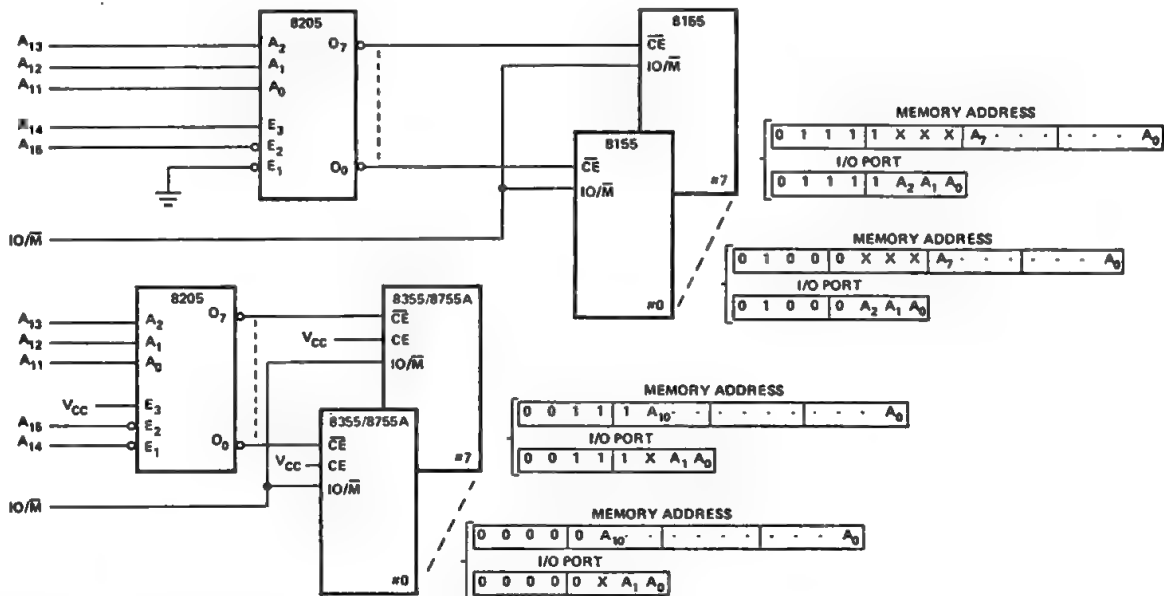 8205
8155
A13
A12
A11
A14
A15
A2
A1
A0
E3
E2
E1
O7
O0
CE
IO/M
#7
8155
CE
IO/M
#0
IO/M
MEMORY ADDRESS
0 1 1 1 1 X X X A7 · · · · · · A0
I/O PORT
0 1 1 1 1 A2 A1 A0
MEMORY ADDRESS
0 1 0 0 0 X X X A7 · · · · · · A0
I/O PORT
0 1 0 0 0 A2 A1 A0
8205
8355/8755A
A13
A12
A11
VCC
A15
A14
A2
A1
A0
E3
E2
E1
O7
O0
CE
VCC CE
IO/M
#7
8355/8755A
CE
VCC CE
IO/M
#0
IO/M
MEMORY ADDRESS
0 0 1 1 1 A10 · · · · · · · · A0
I/O PORT
0 0 1 1 1 X A1 A0
MEMORY ADDRESS
0 0 0 0 0 A10 · · · · · · · · A0
I/O PORT
0 0 0 0 0 X A1 A0